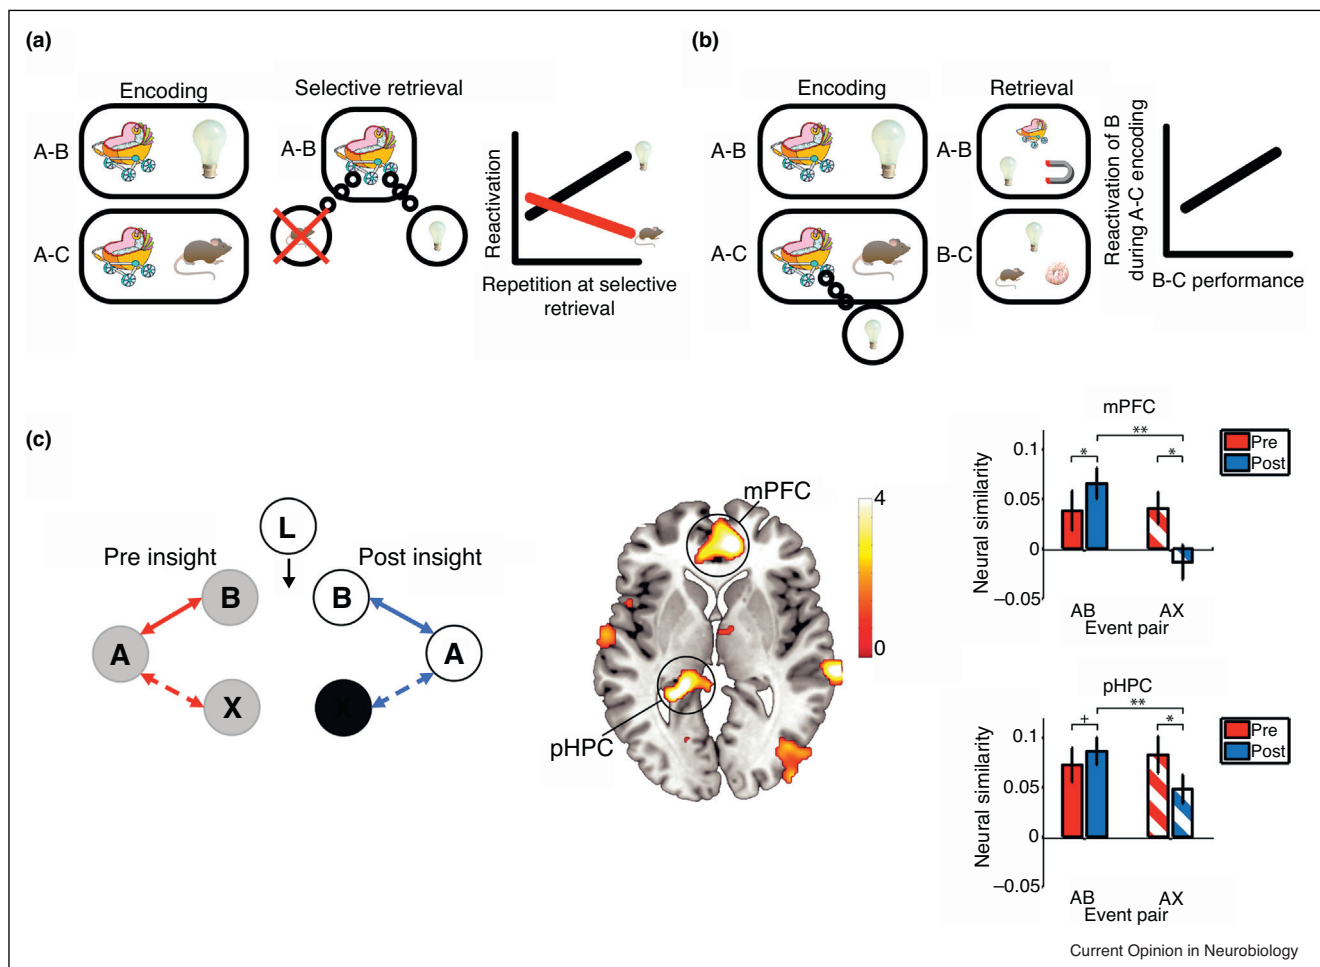 (a)
Encoding
Selective retrieval
A-B
A-B
A-C
Reactivation
Repetition at selective
retrieval
(b)
Encoding
Retrieval
A-B
A-B
A-C
B-C
Reactivation of B
during A-C encoding
B-C performance
(c)
L
Pre insight
Post insight
B
B
A
A
X
X
mPFC
pHPC
4
0
mPFC
Neural similarity
0.1
0.05
0
–0.05
*
**
*
Pre
Post
AB
AX
Event pair
pHPC
Neural similarity
0.1
0.05
0
–0.05
+
**
*
Pre
Post
AB
AX
Event pair
Current Opinion in Neurobiology